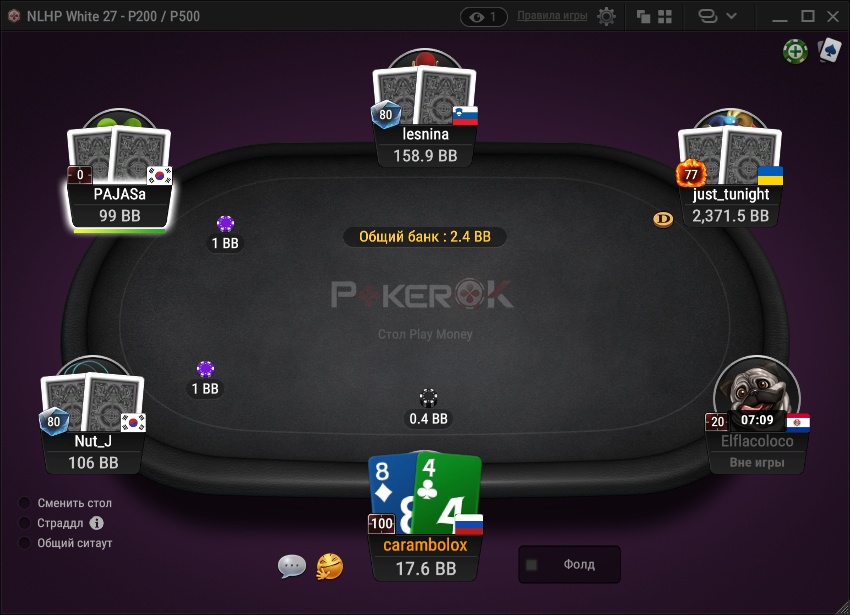 NLHP White 27 - P200 / P500
1
Правила игры
80
lesnina
158.9 BB
0
PAJASa
99 BB
77
just_tunight
2,371.5 BB
D
1 BB
Общий банк : 2.4 BB
POKEROK
Стол Play Money
1 BB
0.4 BB
80
Nut_J
106 BB
20
07:09
Elflacoloco
Вне игры
8
8
4
4
100
carambolox
17.6 BB
Сменить стол
Страддл i
Общий ситаут
Фолд